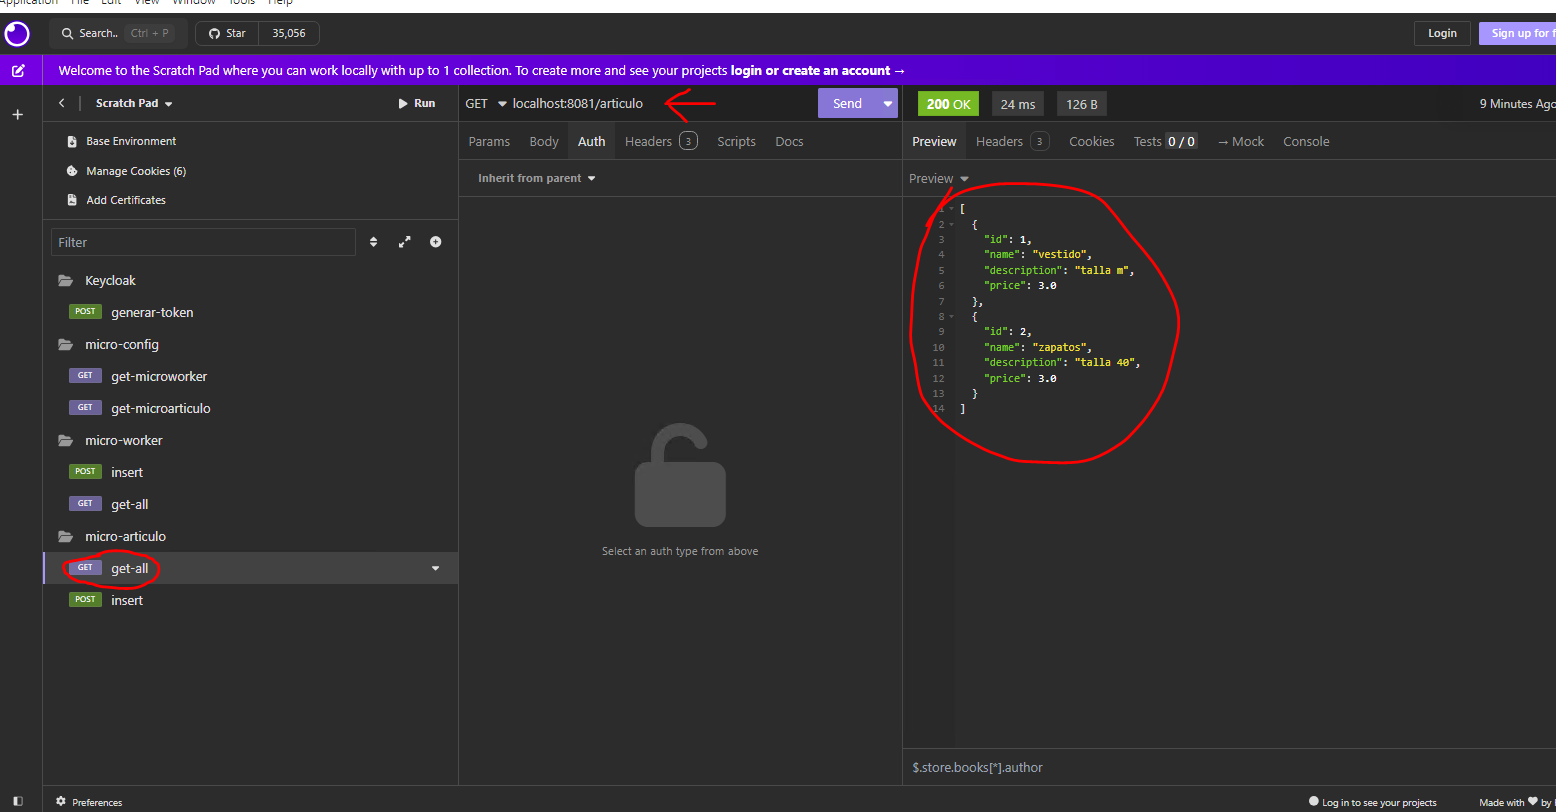 Application File Edit View Window Tools Help
Search.. Ctrl + P Star 35,056 Login Sign up for f
Welcome to the Scratch Pad where you can work locally with up to 1 collection. To create more and see your projects login or create an account →
Scratch Pad Run
GET localhost:8081/articulo Send
200 OK 24 ms 126 B 9 Minutes Ago
Base Environment
Manage Cookies (6)
Add Certificates
Filter
Keycloak
POST generar-token
micro-config
GET get-microworker
GET get-microarticulo
micro-worker
POST insert
GET get-all
micro-articulo
GET get-all
POST insert
Params Body Auth Headers 3 Scripts Docs
Inherit from parent
Select an auth type from above
Preview Headers 3 Cookies Tests 0 / 0 → Mock Console
Preview
1 [
2 {
3 "id": 1,
4 "name": "vestido",
5 "description": "talla m",
6 "price": 3.0
7 },
8 {
9 "id": 2,
10 "name": "zapatos",
11 "description": "talla 40",
12 "price": 3.0
13 }
14 ]
$.store.books[*].author
Preferences
Log in to see your projects Made with ❤ by